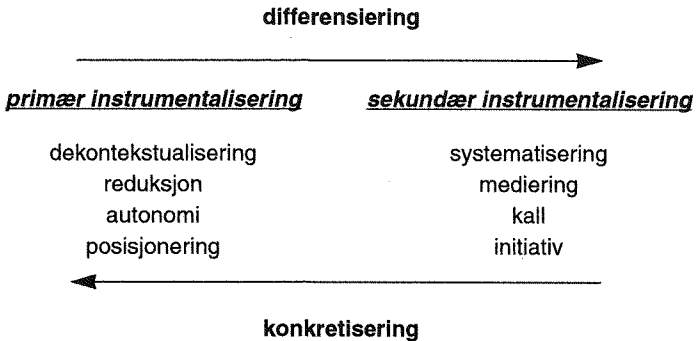 differensiering
primær instrumentalisering sekundær instrumentalisering
dekontekstualisering systematisering
reduksjon mediering
autonomi kall
posisjonering initiativ
konkretisering